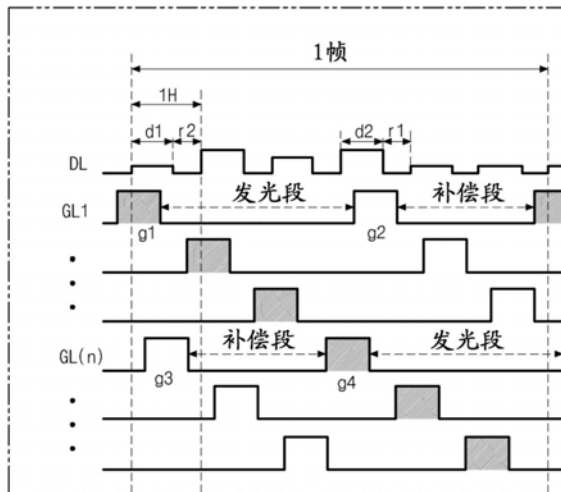 1帧
1H
d1 r2 d2 r1
DL
发光段 补偿段
GL1
g1 g2
补偿段 发光段
GL(n)
g3 g4